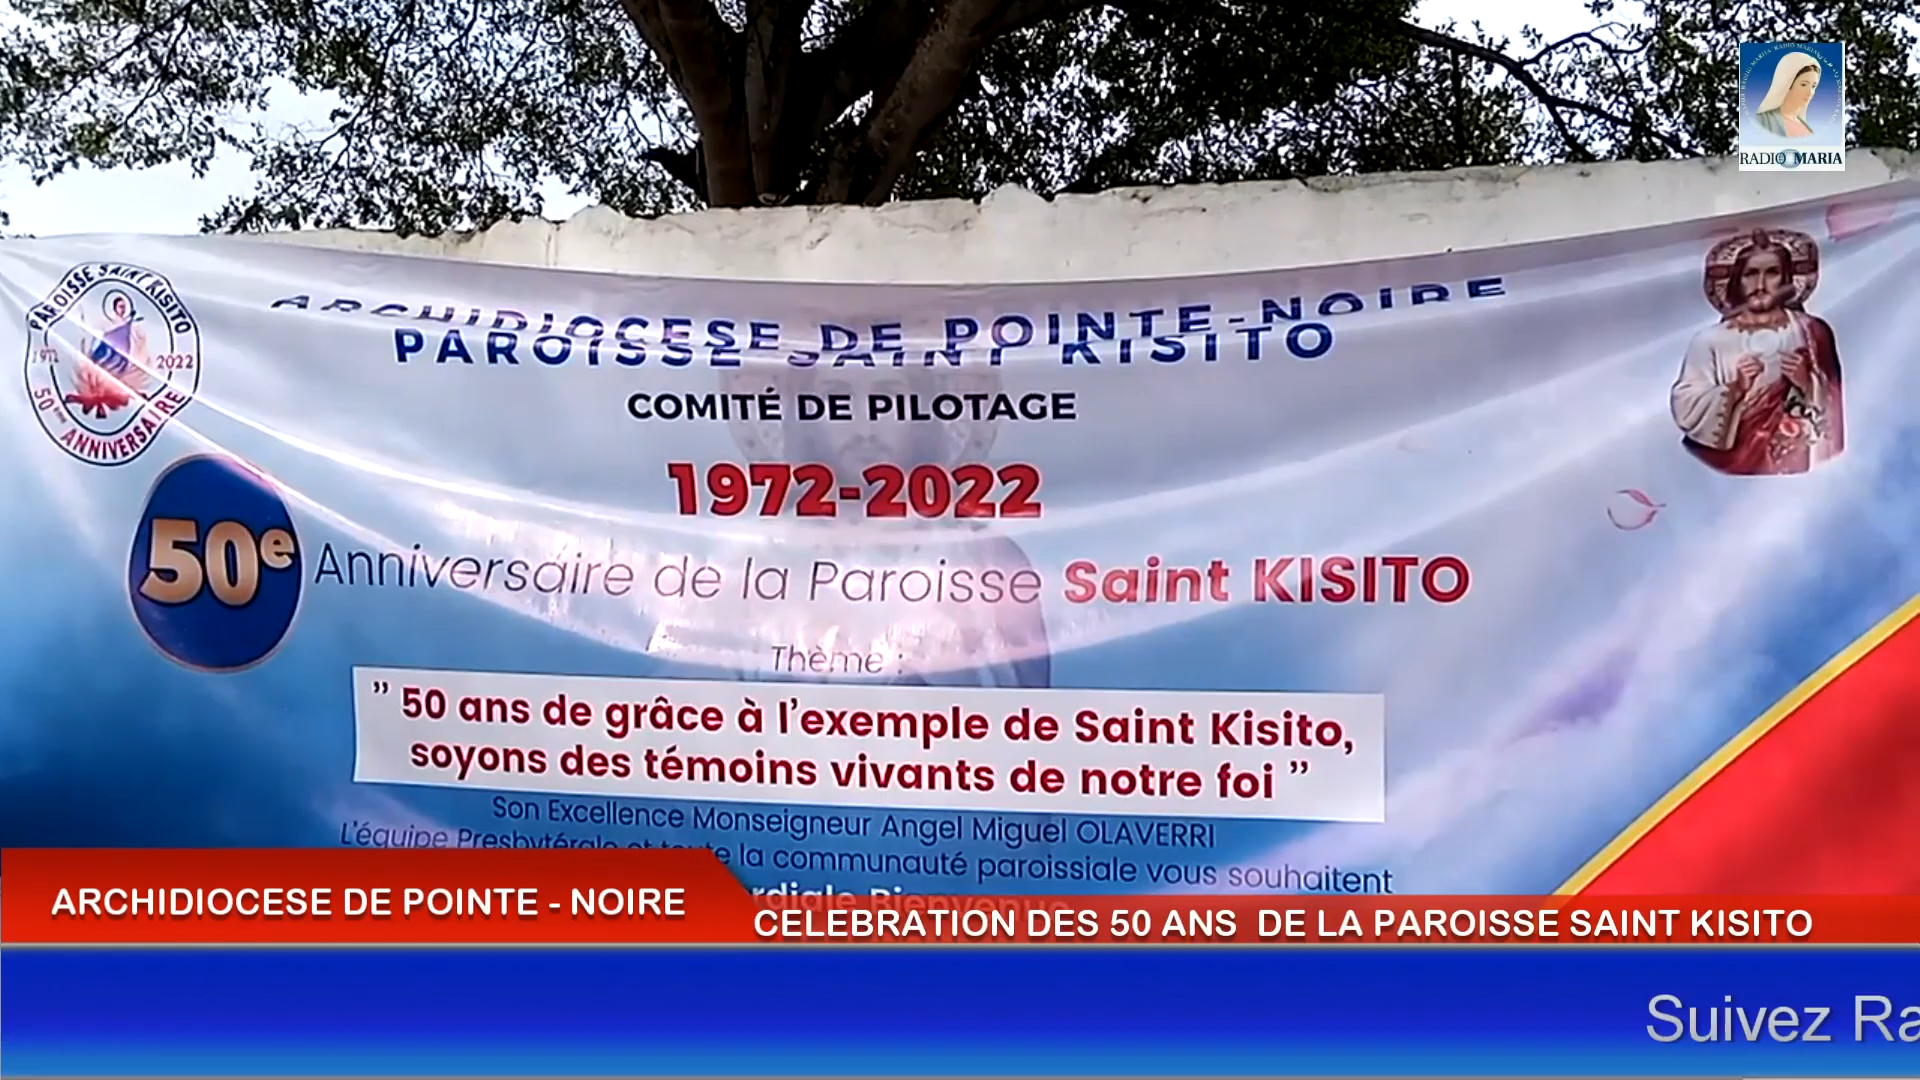 RADIO MARIA
PAROISSE SAINT KISITO
1972 2022
50ème ANNIVERSAIRE
ARCHIDIOCESE DE POINTE-NOIRE
PAROISSE SAINT KISITO
COMITÉ DE PILOTAGE
1972-2022
50e Anniversaire de la Paroisse Saint KISITO
Thème :
” 50 ans de grâce à l’exemple de Saint Kisito,
soyons des témoins vivants de notre foi ”
Son Excellence Monseigneur Angel Miguel OLAVERRI
L'équipe Presbytérale et toute la communauté paroissiale vous souhaitent
ARCHIDIOCESE DE POINTE - NOIRE
CELEBRATION DES 50 ANS DE LA PAROISSE SAINT KISITO
Suivez Ra